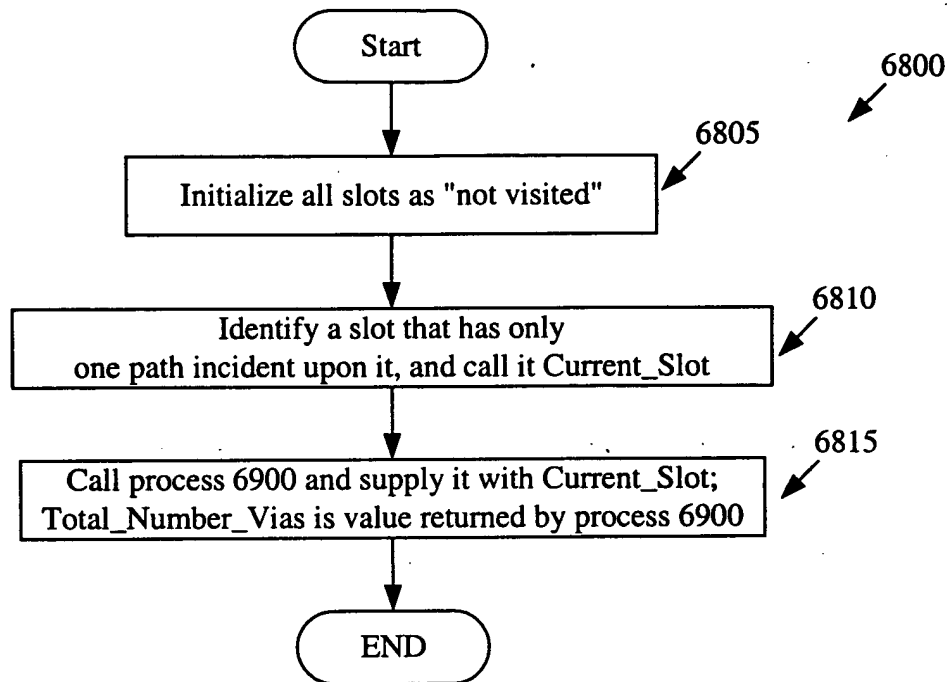 Start
6800
6805
Initialize all slots as "not visited"
6810
Identify a slot that has only
one path incident upon it, and call it Current_Slot
6815
Call process 6900 and supply it with Current_Slot;
Total_Number_Vias is value returned by process 6900
END